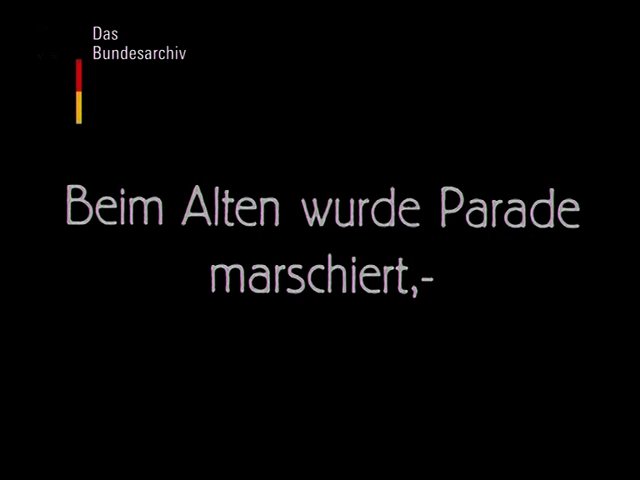 Das
Bundesarchiv
Beim Alten wurde Parade
marschiert,-